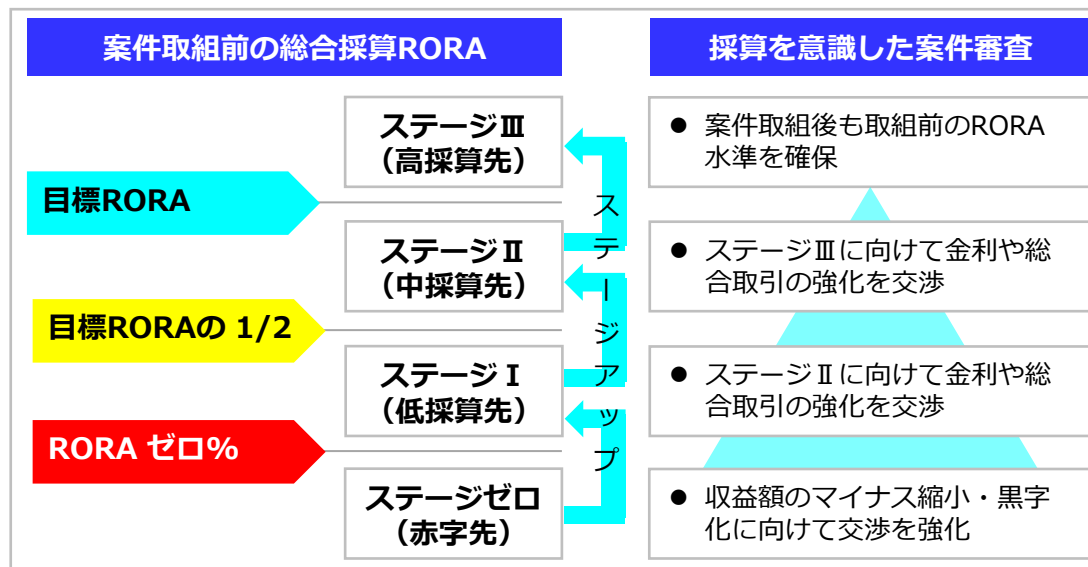 案件取組前の総合採算RORA
採算を意識した案件審査
ステージⅢ
（高採算先）
● 案件取組後も取組前のRORA
水準を確保
目標RORA
ステージⅡ
（中採算先）
● ステージⅢに向けて金利や総
合取引の強化を交渉
目標RORAの 1/2
ステージⅠ
（低採算先）
● ステージⅡに向けて金利や総
合取引の強化を交渉
RORA ゼロ%
ステージゼロ
（赤字先）
● 収益額のマイナス縮小・黒字
化に向けて交渉を強化
ステージアップ